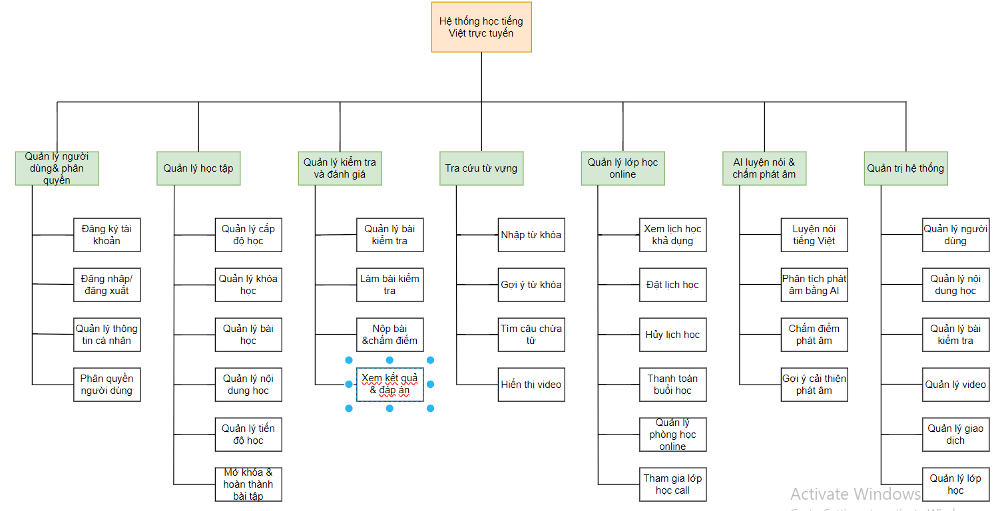 Hệ thống học tiếng
Việt trực tuyến
Quản lý người
dùng& phân
quyền
Quản lý học tập
Quản lý kiểm tra
và đánh giá
Tra cứu từ vựng
Quản lý lớp học
online
AI luyện nói &
chấm phát âm
Quản trị hệ thống
Đăng ký tài
khoản
Đăng nhâp/
đăng xuất
Quản lý thông
tin cá nhân
Phân quyền
người dùng
Quản lý cấp
độ học
Quản lý khóa
học
Quản lý bài
học
Quản lý nội
dung học
Quản lý tiến
độ học
Mở khóa &
hoàn thành
bài tập
Quản lý bài
kiểm tra
Làm bài kiểm
tra
Nộp bài
&chấm điểm
Xem kết quả
& đáp án
Nhập từ khóa
Gợi ý từ khóa
Tìm câu chứa
từ
Hiển thị video
Xem lịch học
khả dụng
Đặt lịch học
Hủy lịch học
Thanh toán
buổi học
Quản lý
phòng học
online
Tham gia lớp
học call
Luyện nói
tiếng Việt
Phân tích phát
âm bằng AI
Chấm điểm
phát âm
Gợi ý cải thiện
phát âm
Quản lý người
dùng
Quản lý nội
dung học
Quản lý bài
kiểm tra
Quản lý video
Quản lý giao
dịch
Quản lý lớp
học
Activate Windows